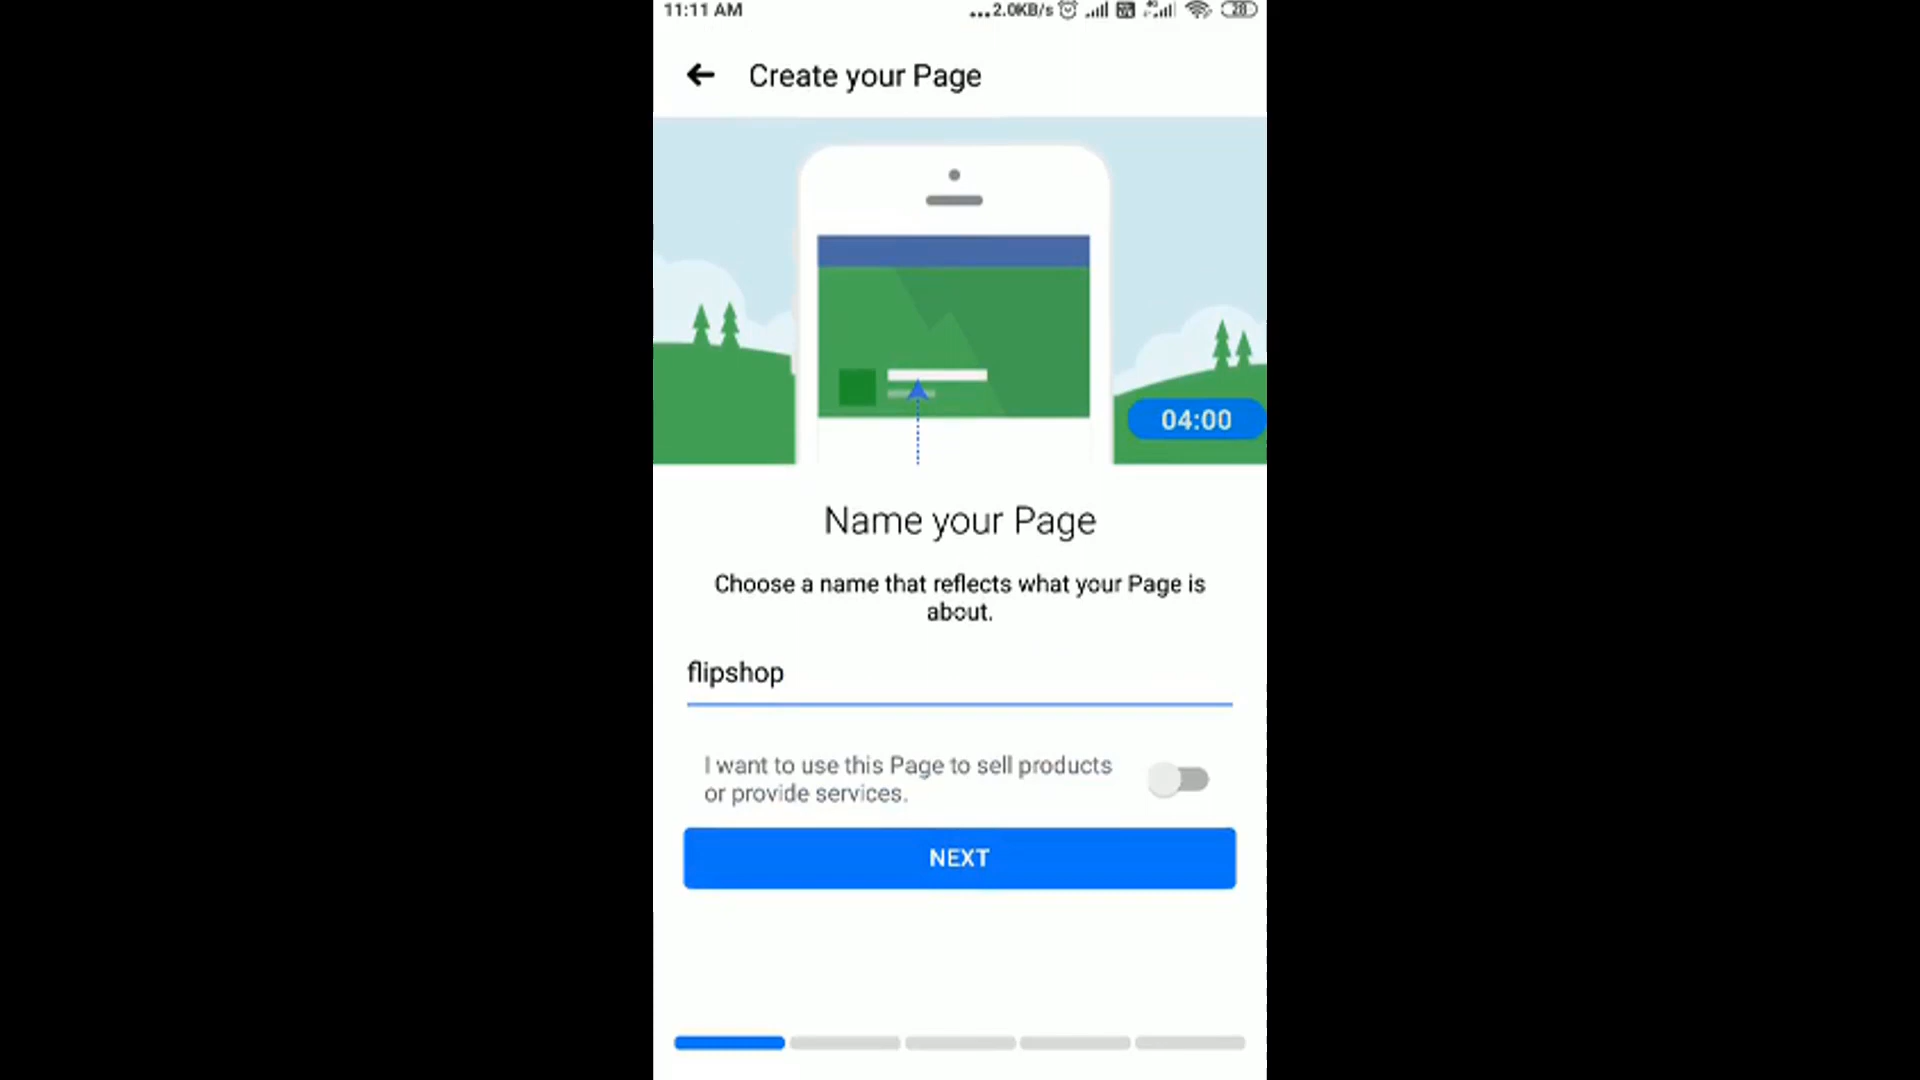 11:11 AM
...2.0KB/s
28
Create your Page
04:00
Name your Page
Choose a name that reflects what your Page is
about.
flipshop
I want to use this Page to sell products
or provide services.
NEXT